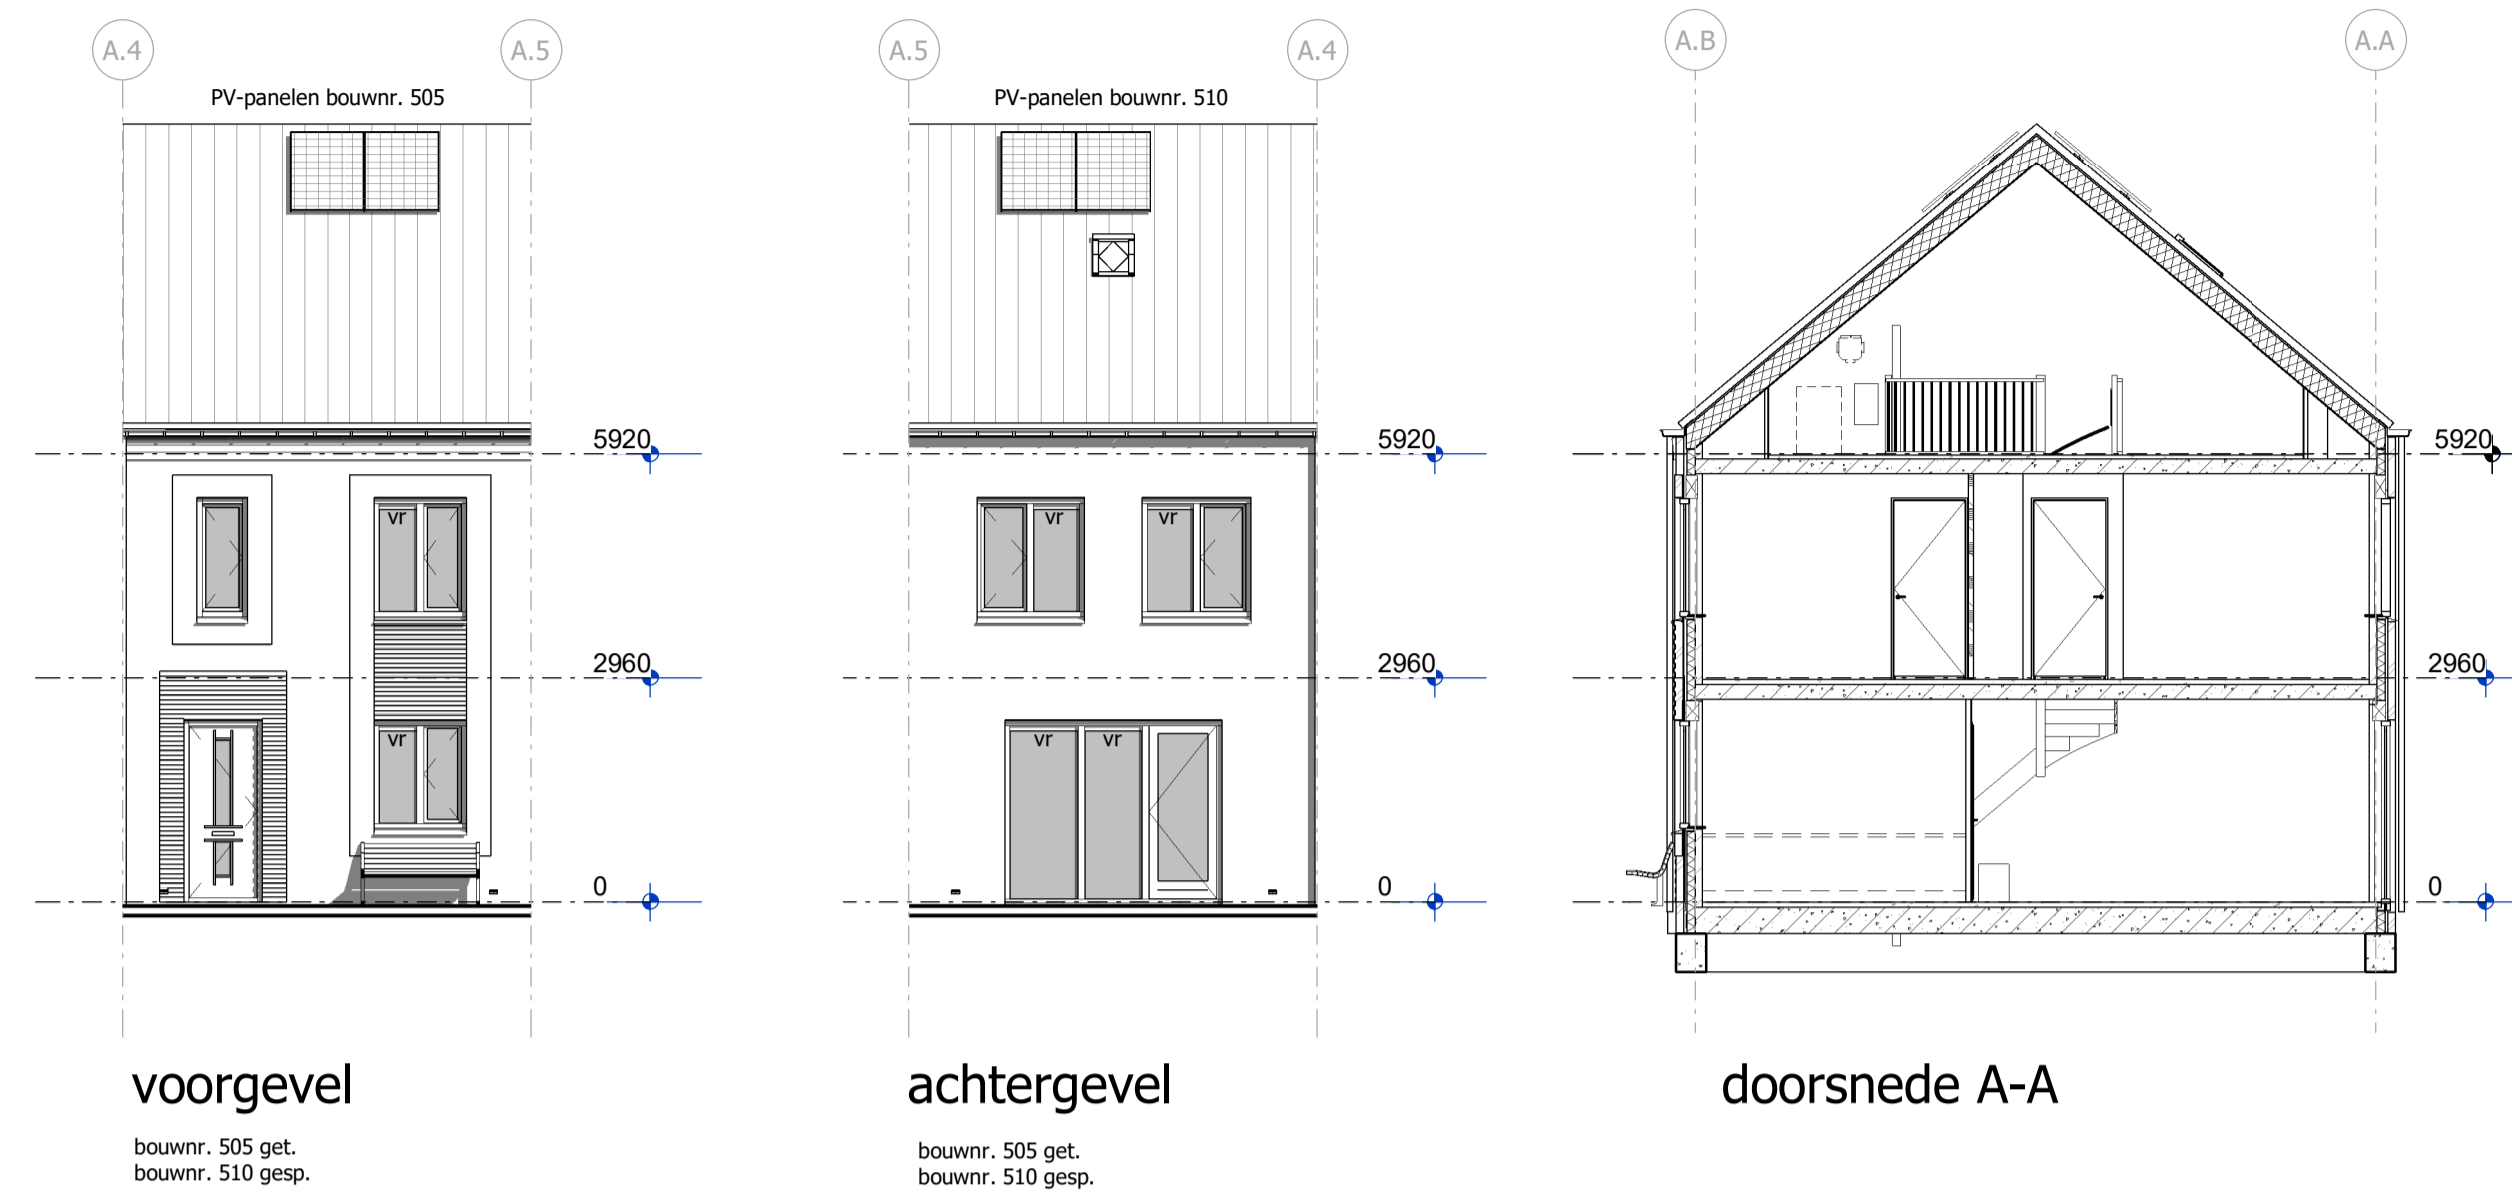 A.4
A.5
PV-panelen bouwnr. 505
vr
vr
5920
2960
0
voorgevel
bouwnr. 505 get.
bouwnr. 510 gesp.
A.5
A.4
PV-panelen bouwnr. 510
vr
vr
vr
vr
5920
2960
0
achtergevel
bouwnr. 505 get.
bouwnr. 510 gesp.
A.B
A.A
5920
2960
0
doorsnede A-A